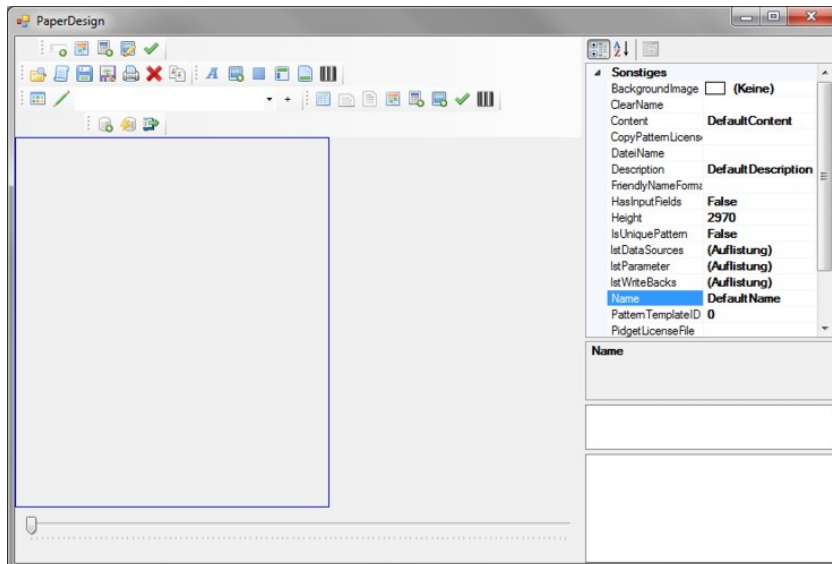 PaperDesign
Sonstiges
BackgroundImage (Keine)
ClearName
Content DefaultContent
CopyPatternLicens
DateiName
Description DefaultDescription
FriendlyNameForma
HasInputFields False
Height 2970
IsUniquePattern False
lstDataSources (Auflistung)
lstParameter (Auflistung)
lstWriteBacks (Auflistung)
Name DefaultName
PatternTemplateID 0
PidgetLicenseFile
Name